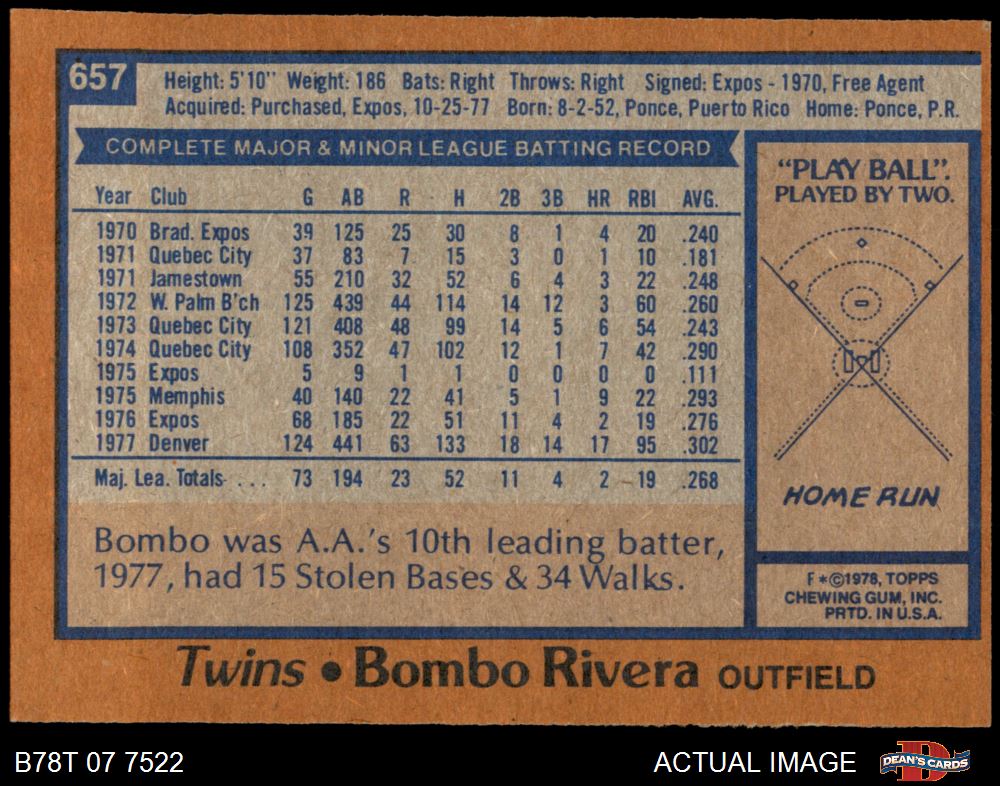 657
Height: 5'10" Weight: 186 Bats: Right Throws: Right Signed: Expos - 1970, Free Agent
Acquired: Purchased, Expos, 10-25-77 Born: 8-2-52, Ponce, Puerto Rico Home: Ponce, P.R.
COMPLETE MAJOR & MINOR LEAGUE BATTING RECORD
Year Club G AB R H 2B 3B HR RBI AVG.
1970 Brad. Expos 39 125 25 30 8 1 4 20 .240
1971 Quebec City 37 83 7 15 3 0 1 10 .181
1971 Jamestown 55 210 32 52 6 4 3 22 .248
1972 W. Palm B'ch 125 439 44 114 14 12 3 60 .260
1973 Quebec City 121 408 48 99 14 5 6 54 .243
1974 Quebec City 108 352 47 102 12 1 7 42 .290
1975 Expos 5 9 1 1 0 0 0 0 .111
1975 Memphis 40 140 22 41 5 1 9 22 .293
1976 Expos 68 185 22 51 11 4 2 19 .276
1977 Denver 124 441 63 133 18 14 17 95 .302
Maj. Lea. Totals- . . . 73 194 23 52 11 4 2 19 .268
Bombo was A.A.'s 10th leading batter,
1977, had 15 Stolen Bases & 34 Walks.
"PLAY BALL".
PLAYED BY TWO.
HOME RUN
F*©1978, TOPPS
CHEWING GUM, INC.
PRTD. IN U.S.A.
Twins • Bombo Rivera OUTFIELD
B78T 07 7522
ACTUAL IMAGE
D
DEAN'S CARDS